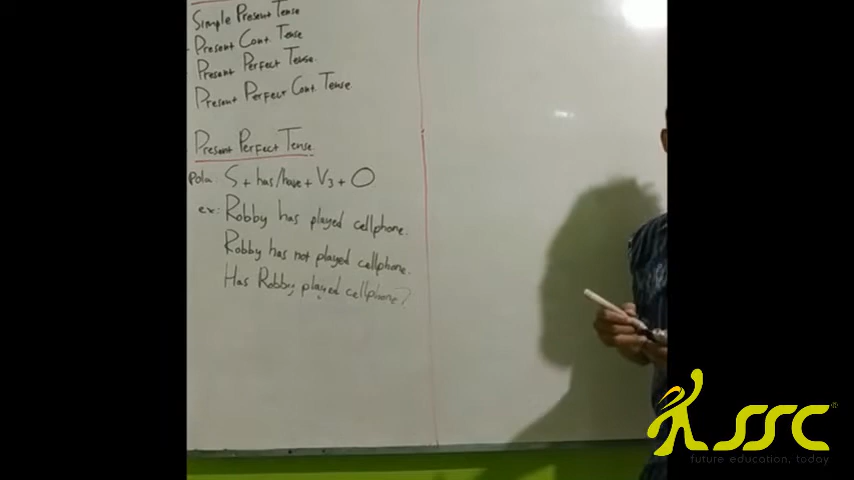 Simple Present Tense
- Present Cont. Tense
- Present Perfect Tense.
Present Perfect Cont. Tense.
Present Perfect Tense.
Pola: S + has/have + V3 + O
ex: Robby has played cellphone.
Robby has not played cellphone.
Has Robby played cellphone?
SSC®
future education, today